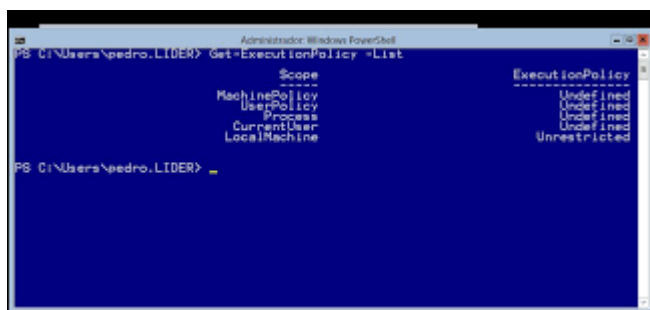 Administrador: Windows PowerShell
PS C:\Users\pedro.LIDER> Get-ExecutionPolicy -List
Scope ExecutionPolicy
----- ---------------
MachinePolicy Undefined
UserPolicy Undefined
Process Undefined
CurrentUser Undefined
LocalMachine Unrestricted
PS C:\Users\pedro.LIDER> _